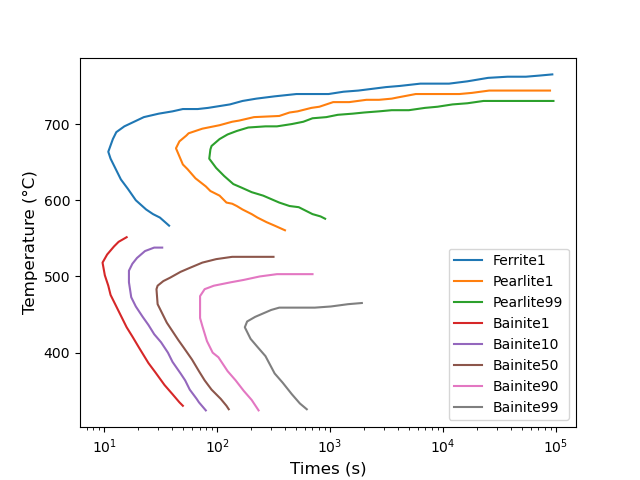 700
600
500
400
Temperature (°C)
10¹
10²
10³
10⁴
10⁵
Times (s)
Ferrite1
Pearlite1
Pearlite99
Bainite1
Bainite10
Bainite50
Bainite90
Bainite99